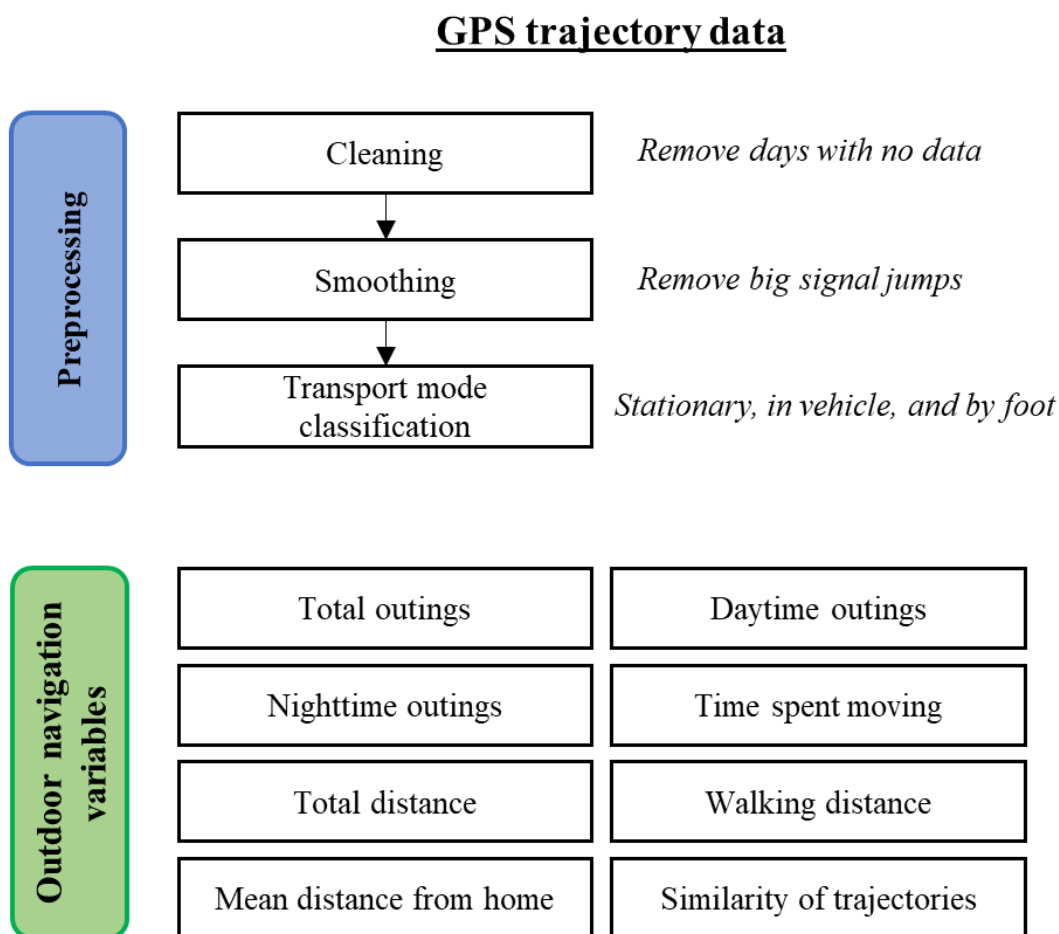 GPS trajectory data
Preprocessing
Cleaning
Remove days with no data
Smoothing
Remove big signal jumps
Transport mode
classification
Stationary, in vehicle, and by foot
Outdoor navigation
variables
Total outings
Daytime outings
Nighttime outings
Time spent moving
Total distance
Walking distance
Mean distance from home
Similarity of trajectories